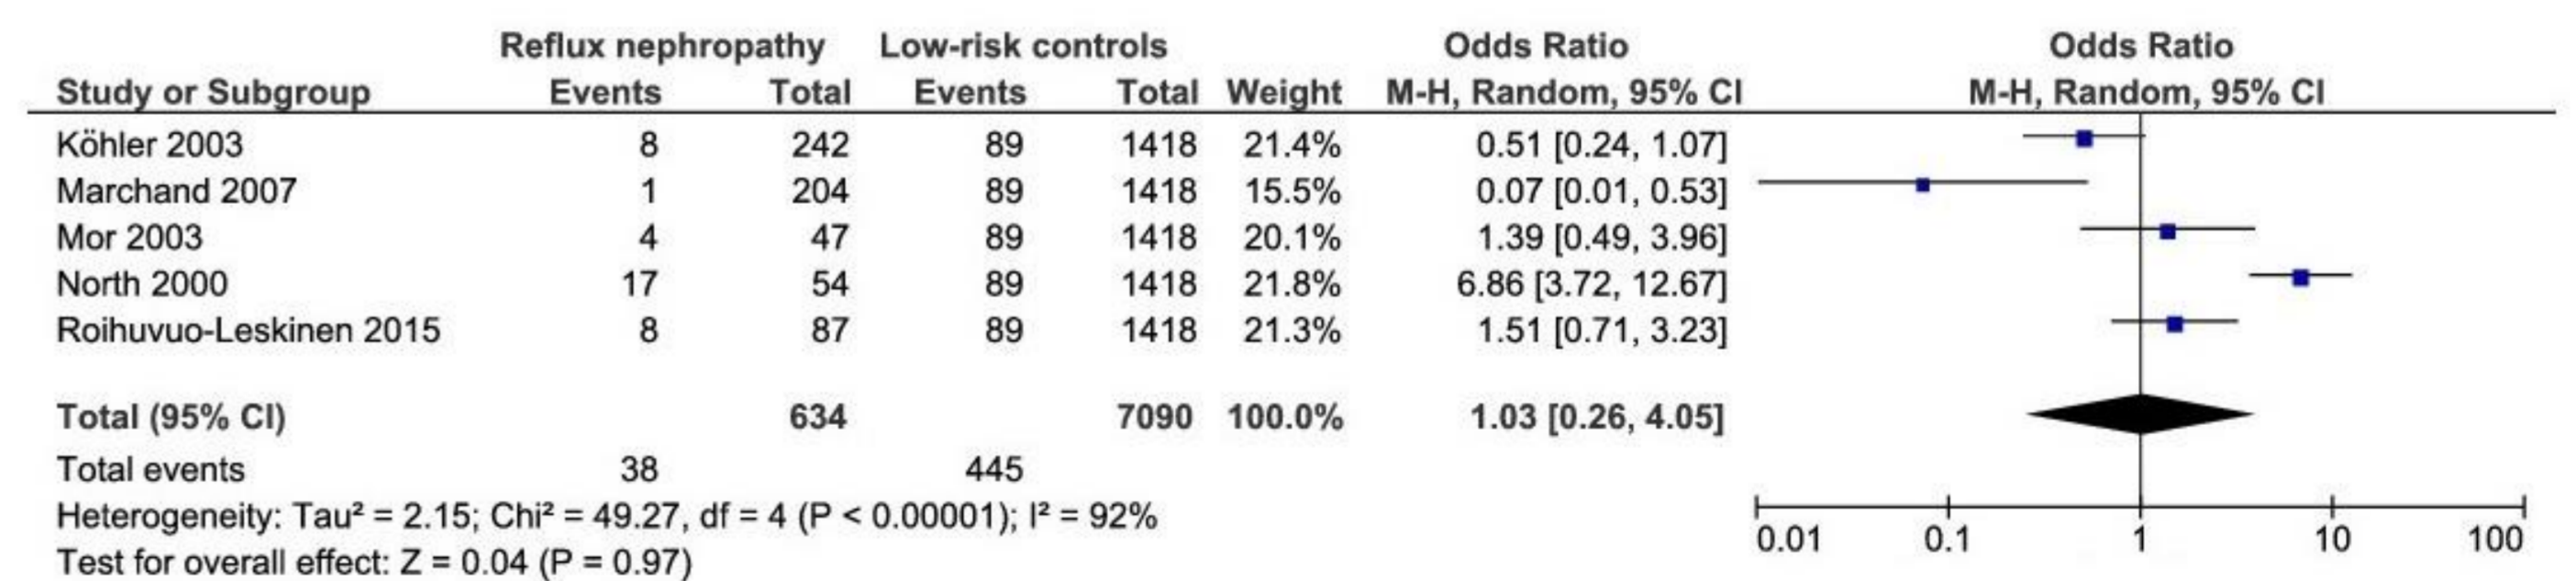 Reflux nephropathy Low-risk controls Odds Ratio Odds Ratio
Study or Subgroup Events Total Events Total Weight M-H, Random, 95% CI M-H, Random, 95% CI
Köhler 2003 8 242 89 1418 21.4% 0.51 [0.24, 1.07]
Marchand 2007 1 204 89 1418 15.5% 0.07 [0.01, 0.53]
Mor 2003 4 47 89 1418 20.1% 1.39 [0.49, 3.96]
North 2000 17 54 89 1418 21.8% 6.86 [3.72, 12.67]
Roihuvuo-Leskinen 2015 8 87 89 1418 21.3% 1.51 [0.71, 3.23]
Total (95% CI) 634 7090 100.0% 1.03 [0.26, 4.05]
Total events 38 445
Heterogeneity: Tau² = 2.15; Chi² = 49.27, df = 4 (P < 0.00001); I² = 92%
Test for overall effect: Z = 0.04 (P = 0.97)
0.01 0.1 1 10 100